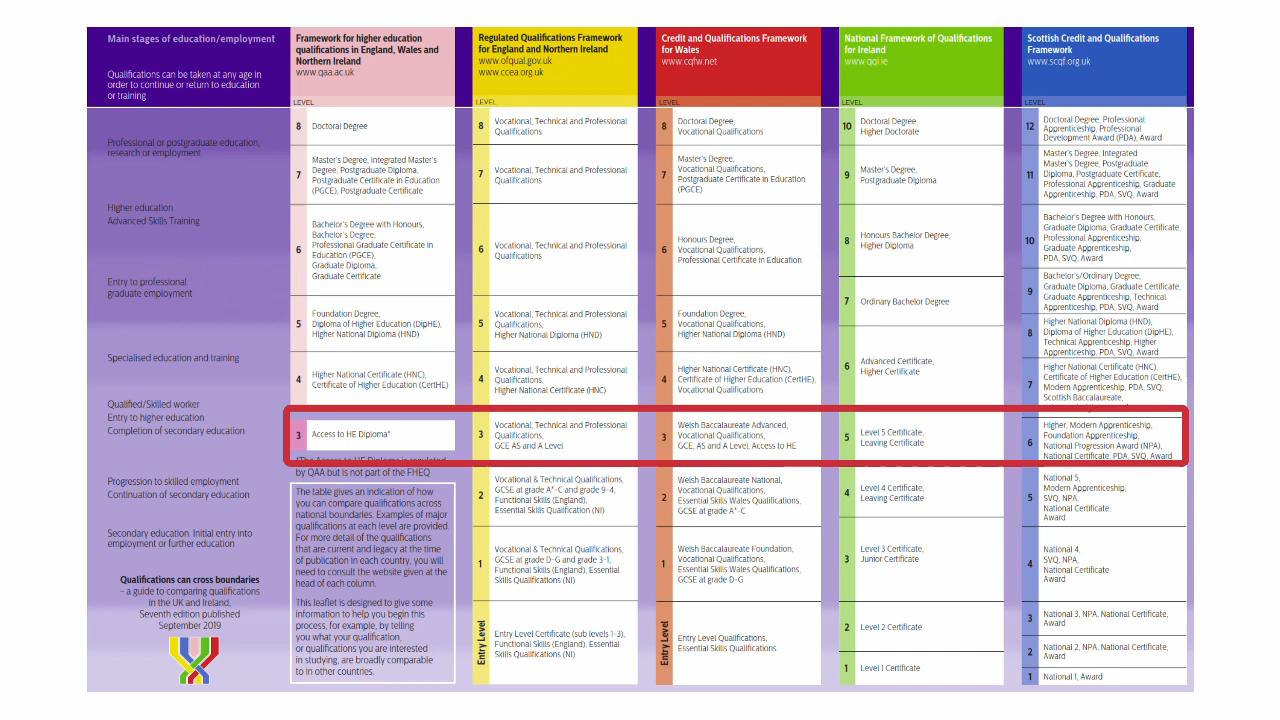 Main stages of education/employment
Qualifications can be taken at any age in
order to continue or return to education
or training
Framework for higher education
qualifications in England, Wales and
Northern Ireland
www.qaa.ac.uk
LEVEL
Regulated Qualifications Framework
for England and Northern Ireland
www.ofqual.gov.uk
www.ccea.org.uk
LEVEL
Credit and Qualifications Framework
for Wales
www.cqfw.net
LEVEL
National Framework of Qualifications
for Ireland
www.qqi.ie
LEVEL
Scottish Credit and Qualifications
Framework
www.scqf.org.uk
LEVEL
Professional or postgraduate education,
research or employment
Higher education
Advanced Skills Training
Entry to professional
graduate employment
Specialised education and training
Qualified/Skilled worker
Entry to higher education
Completion of secondary education
Progression to skilled employment
Continuation of secondary education
Secondary education. Initial entry into
employment or further education
Qualifications can cross boundaries
– a guide to comparing qualifications
in the UK and Ireland,
Seventh edition published
September 2019
8
Doctoral Degree
7
Master's Degree, Integrated Master's
Degree, Postgraduate Diploma,
Postgraduate Certificate in Education
(PGCE), Postgraduate Certificate
6
Bachelor's Degree with Honours,
Bachelor's Degree,
Professional Graduate Certificate in
Education (PGCE),
Graduate Diploma,
Graduate Certificate
5
Foundation Degree,
Diploma of Higher Education (DipHE),
Higher National Diploma (HND)
4
Higher National Certificate (HNC),
Certificate of Higher Education (CertHE)
3
Access to HE Diploma*
*The Access to HE Diploma is regulated
by QAA but is not part of the FHEQ
The table gives an indication of how
you can compare qualifications across
national boundaries. Examples of major
qualifications at each level are provided.
For more detail of the qualifications
that are current and legacy at the time
of publication in each country, you will
need to consult the website given at the
head of each column.
This leaflet is designed to give some
information to help you begin this
process, for example, by telling
you what your qualification,
or qualifications you are interested
in studying, are broadly comparable
to in other countries.
8
Vocational, Technical and Professional
Qualifications
7
Vocational, Technical and Professional
Qualifications
6
Vocational, Technical and Professional
Qualifications
5
Vocational, Technical and Professional
Qualifications,
Higher National Diploma (HND)
4
Vocational, Technical and Professional
Qualifications,
Higher National Certificate (HNC)
3
Vocational, Technical and Professional
Qualifications,
GCE AS and A Level
2
Vocational & Technical Qualifications,
GCSE at grade A*-C and grade 9-4,
Functional Skills (England),
Essential Skills Qualification (NI)
1
Vocational & Technical Qualifications,
GCSE at grade D-G and grade 3-1,
Functional Skills (England), Essential
Skills Qualifications (NI)
Entry Level
Entry Level Certificate (sub levels 1-3),
Functional Skills (England), Essential
Skills Qualifications (NI)
8
Doctoral Degree,
Vocational Qualifications
7
Master's Degree,
Vocational Qualifications,
Postgraduate Certificate in Education
(PGCE)
6
Honours Degree,
Vocational Qualifications,
Professional Certificate in Education
5
Foundation Degree,
Vocational Qualifications,
Higher National Diploma (HND)
4
Higher National Certificate (HNC),
Certificate of Higher Education (CertHE),
Vocational Qualifications
3
Welsh Baccalaureate Advanced,
Vocational Qualifications,
GCE, AS and A Level, Access to HE
2
Welsh Baccalaureate National,
Vocational Qualifications,
Essential Skills Wales Qualifications,
GCSE at grade A*-C
1
Welsh Baccalaureate Foundation,
Vocational Qualifications,
Essential Skills Wales Qualifications,
GCSE at grade D-G
Entry Level
Entry Level Qualifications,
Essential Skills Qualifications
10
Doctoral Degree,
Higher Doctorate
9
Master's Degree,
Postgraduate Diploma
8
Honours Bachelor Degree,
Higher Diploma
7
Ordinary Bachelor Degree
6
Advanced Certificate,
Higher Certificate
5
Level 5 Certificate,
Leaving Certificate
4
Level 4 Certificate,
Leaving Certificate
3
Level 3 Certificate,
Junior Certificate
2
Level 2 Certificate
1
Level 1 Certificate
12
Doctoral Degree, Professional
Apprenticeship, Professional
Development Award (PDA), Award
11
Master's Degree, Integrated
Master's Degree, Postgraduate
Diploma, Postgraduate Certificate,
Professional Apprenticeship, Graduate
Apprenticeship, PDA, SVQ, Award
10
Bachelor's Degree with Honours,
Graduate Diploma, Graduate Certificate,
Professional Apprenticeship,
Graduate Apprenticeship,
PDA, SVQ, Award
9
Bachelor's/Ordinary Degree,
Graduate Diploma, Graduate Certificate,
Graduate Apprenticeship, Technical
Apprenticeship, PDA, SVQ, Award
8
Higher National Diploma (HND),
Diploma of Higher Education (DipHE),
Technical Apprenticeship, Higher
Apprenticeship, PDA, SVQ, Award
7
Higher National Certificate (HNC),
Certificate of Higher Education (CertHE),
Modern Apprenticeship, PDA, SVQ,
Scottish Baccalaureate,
6
Higher, Modern Apprenticeship,
Foundation Apprenticeship,
National Progression Award (NPA),
National Certificate, PDA, SVQ, Award
5
National 5,
Modern Apprenticeship,
SVQ, NPA,
National Certificate,
Award
4
National 4,
SVQ, NPA,
National Certificate
Award
3
National 3, NPA, National Certificate,
Award
2
National 2, NPA, National Certificate,
Award
1
National 1, Award